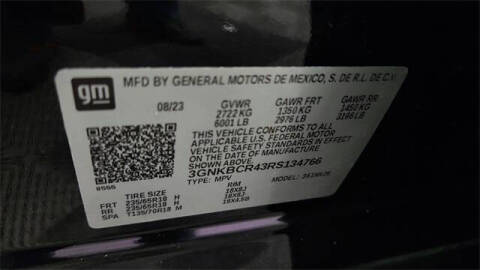 gm
MFD BY GENERAL MOTORS DE MEXICO, S. DE R.L. DE C.V.
08/23 GVWR GAWR FRT GAWR RR
2722 KG 1350 KG 1452 KG
6001 LB 2976 LB 3186 LB
THIS VEHICLE CONFORMS TO ALL
APPLICABLE U.S. FEDERAL MOTOR
VEHICLE SAFETY STANDARDS IN EFFECT ON THE
DATE OF MANUFACTURE SHOWN ABOVE.
3GNKBCR43RS134766
TYPE: MPV MODEL:
TIRE SIZE RIM
FRT 235/65R18 H 18X8J
RR 235/65R18 H 18X8J
SPA T135/70R18 M 18X4.5B